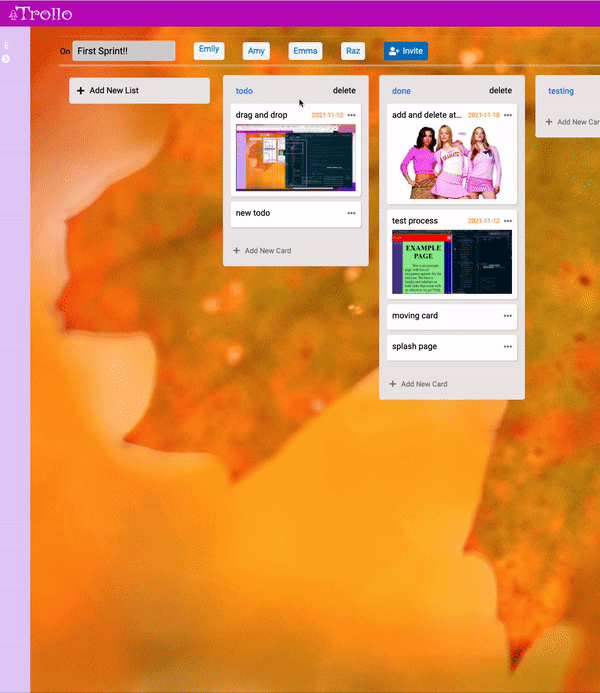 Trollo
E
On First Sprint!! Emily Amy Emma Raz Invite
Add New List
todo delete
drag and drop 2021-11-12
new todo
Add New Card
done delete
add and delete at... 2021-11-18
test process 2021-11-12
EXAMPLE
PAGE
moving card
splash page
Add New Card
testing
Add New Car